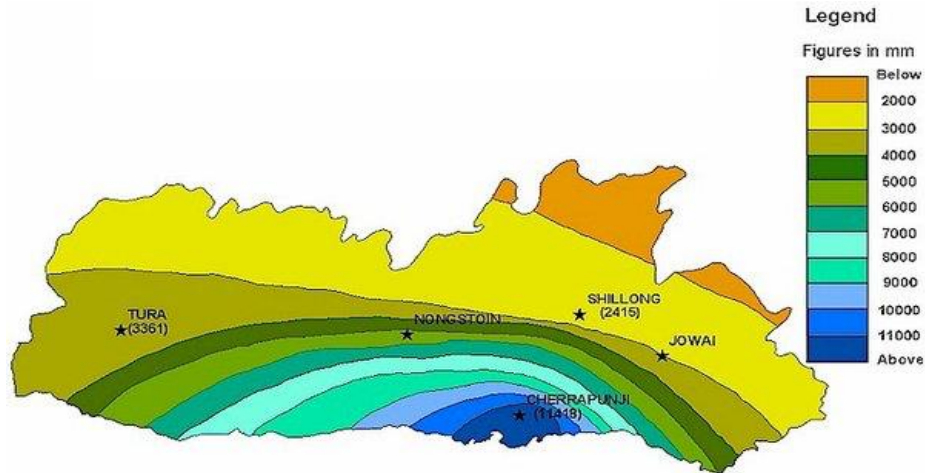 Legend
Figures in mm
Below
2000
3000
4000
5000
6000
7000
8000
9000
10000
11000
Above
SHILLONG
(2415)
TURA
(3361)
NONGSTOIN
JOWAI
CHERRAPUNJI
(11418)